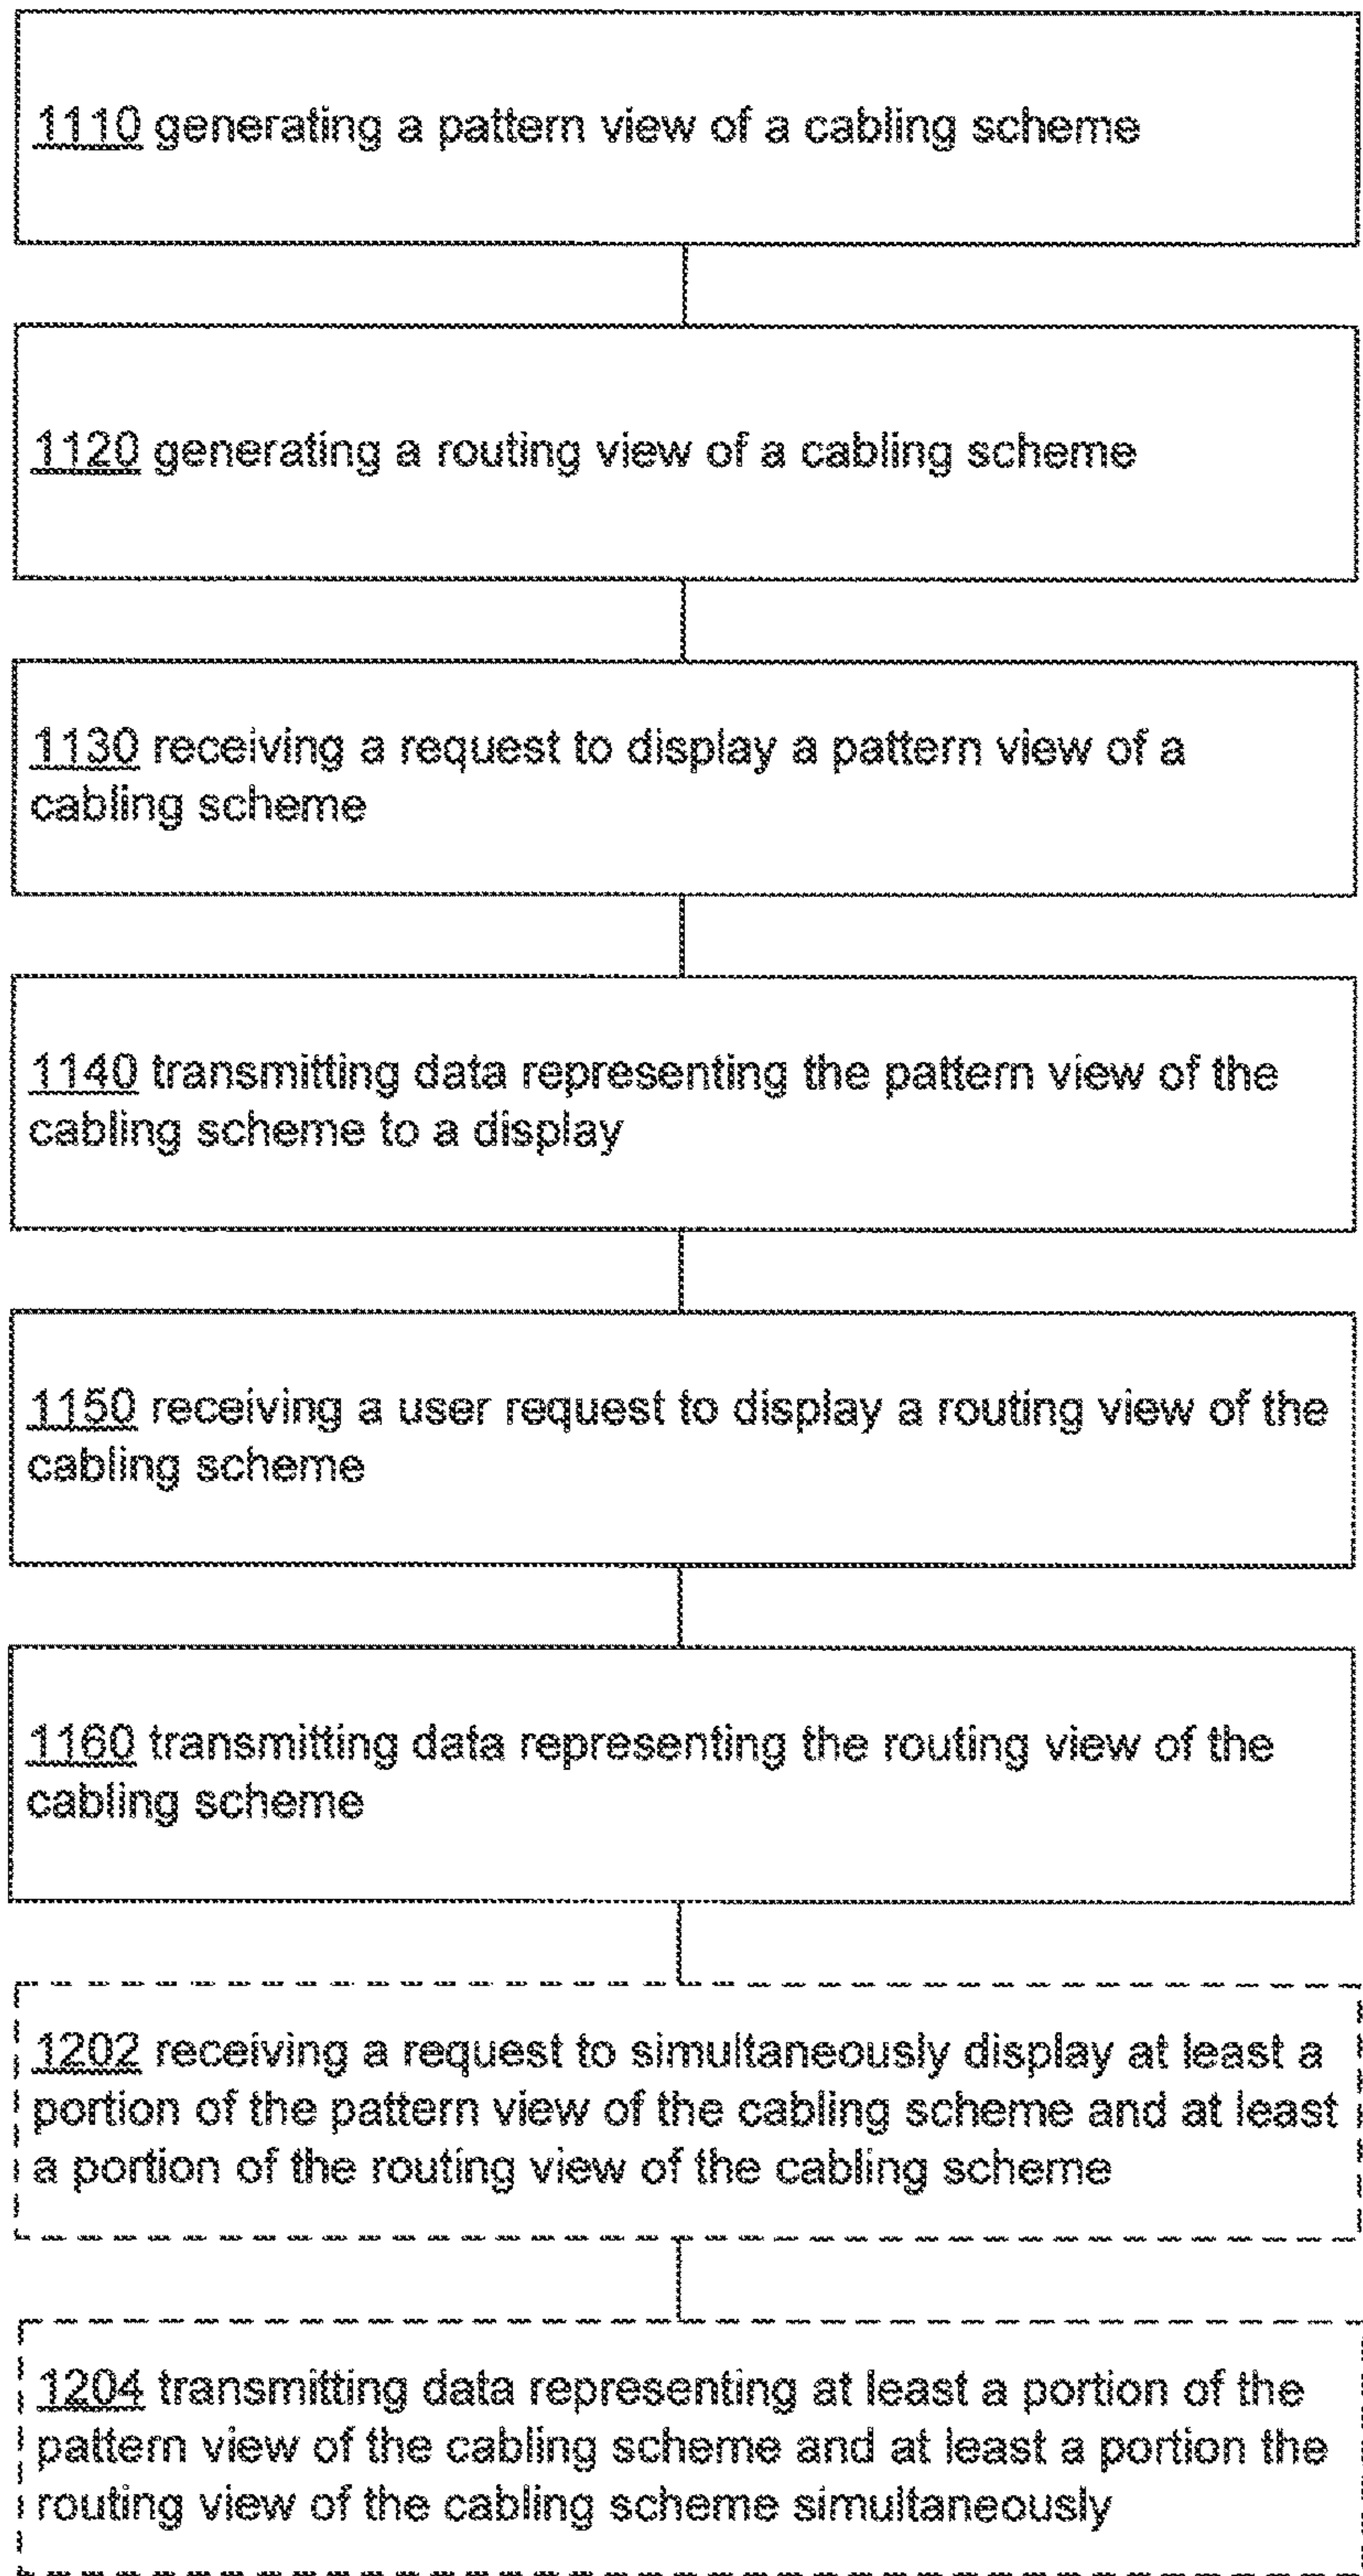 1110 generating a pattern view of a cabling scheme
1120 generating a routing view of a cabling scheme
1130 receiving a request to display a pattern view of a
cabling scheme
1140 transmitting data representing the pattern view of the
cabling scheme to a display
1150 receiving a user request to display a routing view of the
cabling scheme
1160 transmitting data representing the routing view of the
cabling scheme
1202 receiving a request to simultaneously display at least a
portion of the pattern view of the cabling scheme and at least
a portion of the routing view of the cabling scheme
1204 transmitting data representing at least a portion of the
pattern view of the cabling scheme and at least a portion the
routing view of the cabling scheme simultaneously